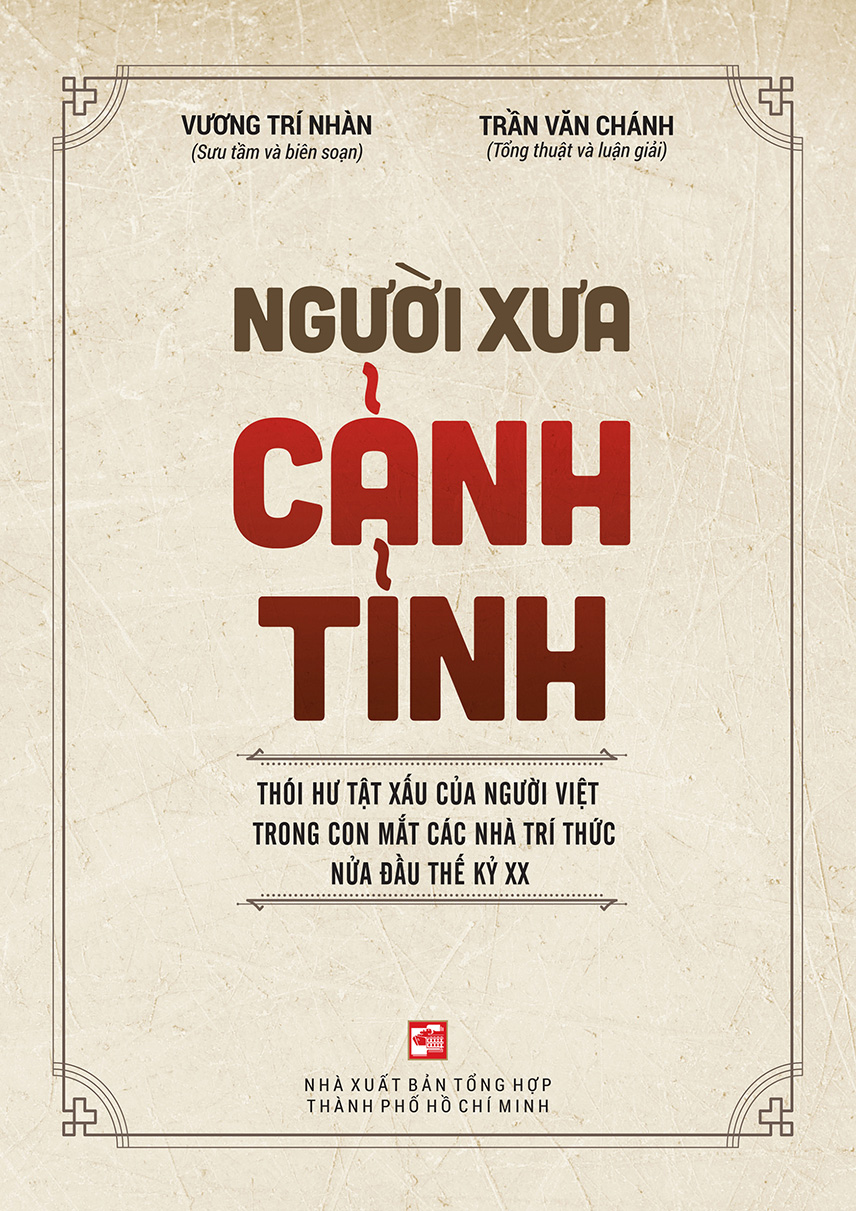 VƯƠNG TRÍ NHÀN
(Sưu tầm và biên soạn)
TRẦN VĂN CHÁNH
(Tổng thuật và luận giải)
NGƯỜI XƯA
CẢNH
TỈNH
THÓI HƯ TẬT XẤU CỦA NGƯỜI VIỆT
TRONG CON MẮT CÁC NHÀ TRÍ THỨC
NỬA ĐẦU THẾ KỶ XX
NHÀ XUẤT BẢN TỔNG HỢP
THÀNH PHỐ HỒ CHÍ MINH